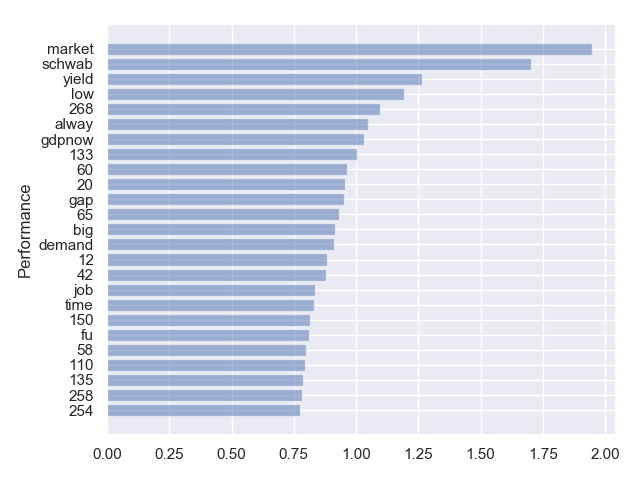 Performance
market
schwab
yield
low
268
alway
gdpnow
133
60
20
gap
65
big
demand
12
42
job
time
150
fu
58
110
135
258
254
0.00 0.25 0.50 0.75 1.00 1.25 1.50 1.75 2.00